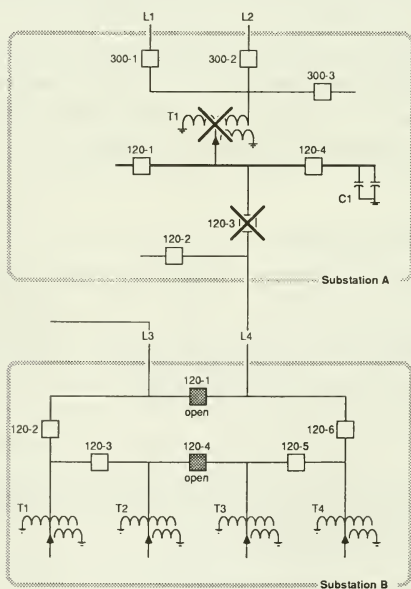 L1 L2
300-1 300-2
300-3
T1
120-1 120-4
C1
120-3
120-2
Substation A
L3 L4
120-1
open
120-2 120-6
120-3 120-4 120-5
open
T1 T2 T3 T4
Substation B